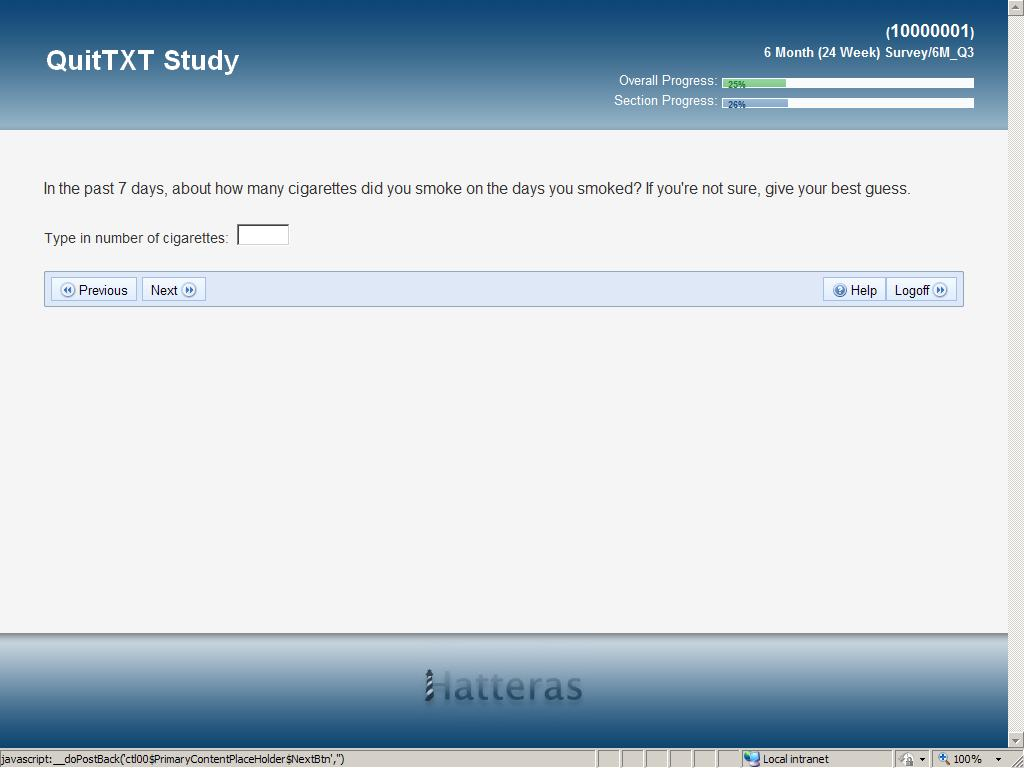 QuitTXT Study
(10000001)
6 Month (24 Week) Survey/6M_Q3
Overall Progress: 25%
Section Progress: 26%
In the past 7 days, about how many cigarettes did you smoke on the days you smoked? If you're not sure, give your best guess.
Type in number of cigarettes:
Previous Next Help Logoff
Hatteras
javascript:__doPostBack('ctl00$PrimaryContentPlaceHolder$NextBtn','') Local intranet 100%